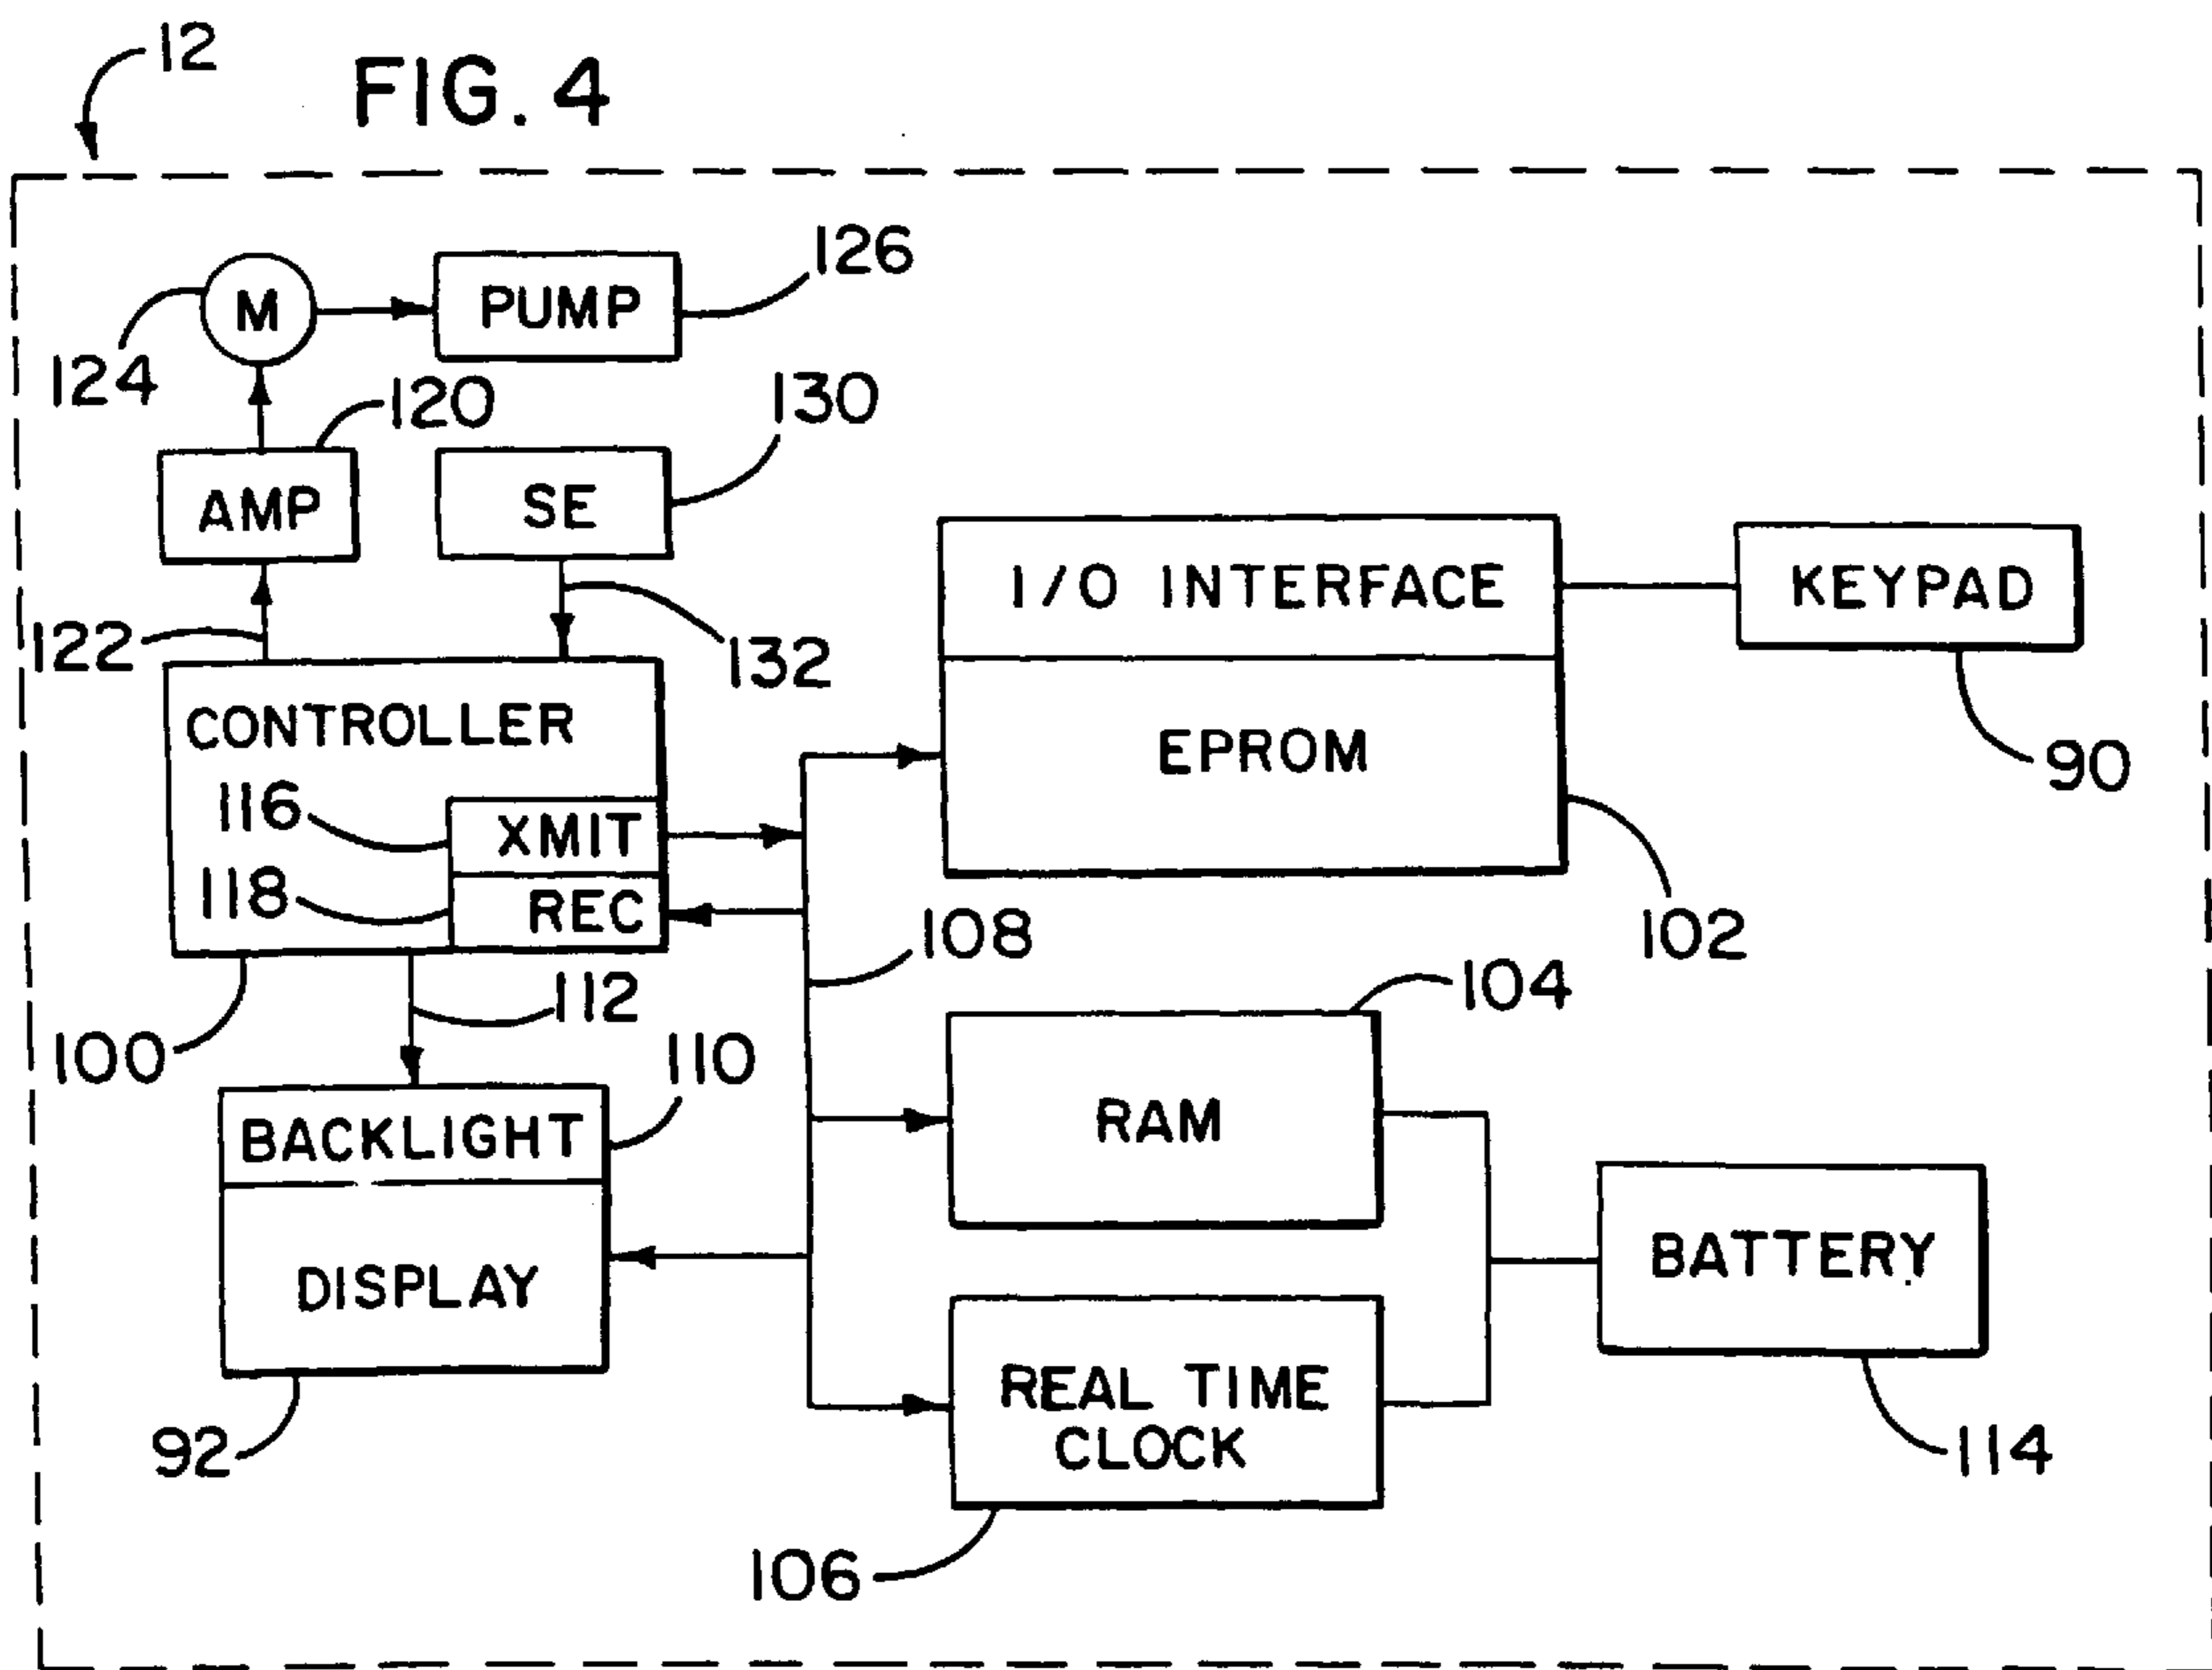 12
FIG. 4
M
PUMP
126
124
120
130
AMP
SE
I/O INTERFACE
KEYPAD
122
132
CONTROLLER
EPROM
90
116
XMIT
118
REC
108
102
112
104
100
110
BACKLIGHT
RAM
DISPLAY
BATTERY
REAL TIME
CLOCK
92
114
106